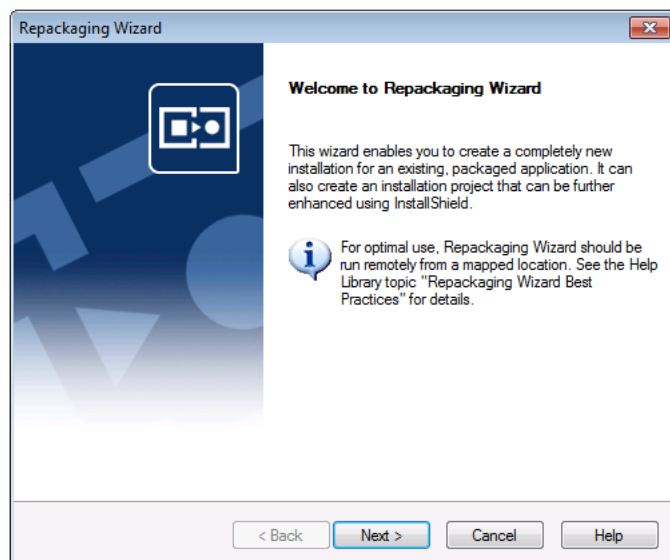 Repackaging Wizard
Welcome to Repackaging Wizard
This wizard enables you to create a completely new
installation for an existing, packaged application. It can
also create an installation project that can be further
enhanced using InstallShield.
For optimal use, Repackaging Wizard should be
run remotely from a mapped location. See the Help
Library topic "Repackaging Wizard Best
Practices" for details.
< Back
Next >
Cancel
Help